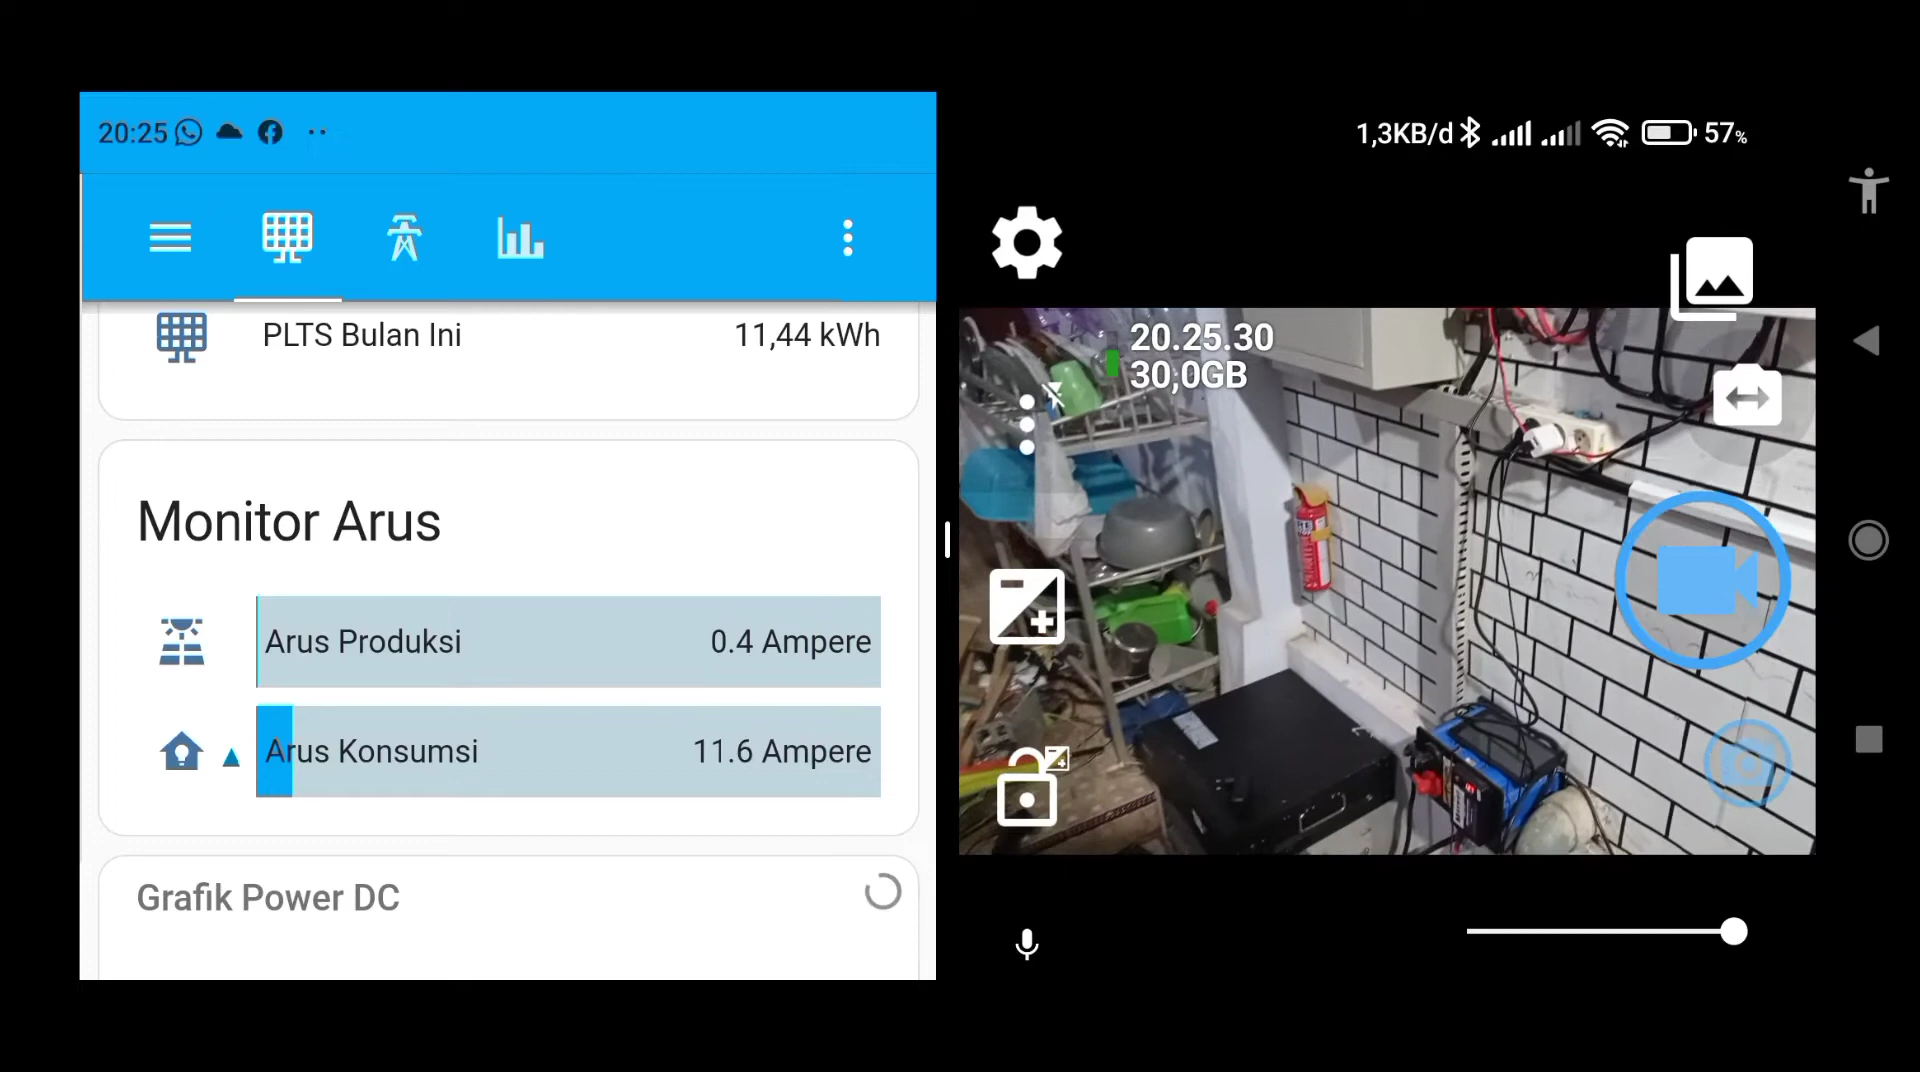 20:25
1,3KB/d 57%
PLTS Bulan Ini 11,44 kWh
20.25.30
30,0GB
Monitor Arus
Arus Produksi 0.4 Ampere
Arus Konsumsi 11.6 Ampere
Grafik Power DC